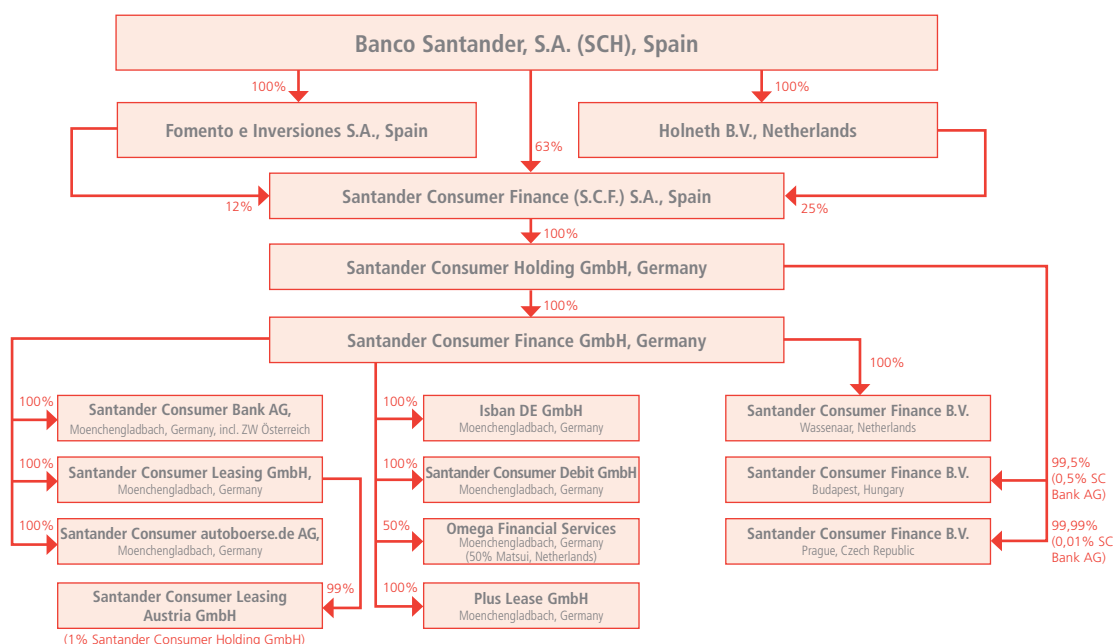 Banco Santander, S.A. (SCH), Spain
100%
100%
Fomento e Inversiones S.A., Spain
Holneth B.V., Netherlands
63%
Santander Consumer Finance (S.C.F.) S.A., Spain
12%
25%
100%
Santander Consumer Holding GmbH, Germany
100%
Santander Consumer Finance GmbH, Germany
100%
100%
Santander Consumer Bank AG,
Moenchengladbach, Germany, incl. ZW Österreich
100%
Isban DE GmbH
Moenchengladbach, Germany
Santander Consumer Finance B.V.
Wassenaar, Netherlands
100%
Santander Consumer Leasing GmbH,
Moenchengladbach, Germany
100%
Santander Consumer Debit GmbH
Moenchengladbach, Germany
Santander Consumer Finance B.V.
Budapest, Hungary
99,5%
(0,5% SC
Bank AG)
100%
Santander Consumer autoboerse.de AG,
Moenchengladbach, Germany
50%
Omega Financial Services
Moenchengladbach, Germany
(50% Matsui, Netherlands)
Santander Consumer Finance B.V.
Prague, Czech Republic
99,99%
(0,01% SC
Bank AG)
99%
Santander Consumer Leasing
Austria GmbH
100%
Plus Lease GmbH
Moenchengladbach, Germany
(1% Santander Consumer Holding GmbH)